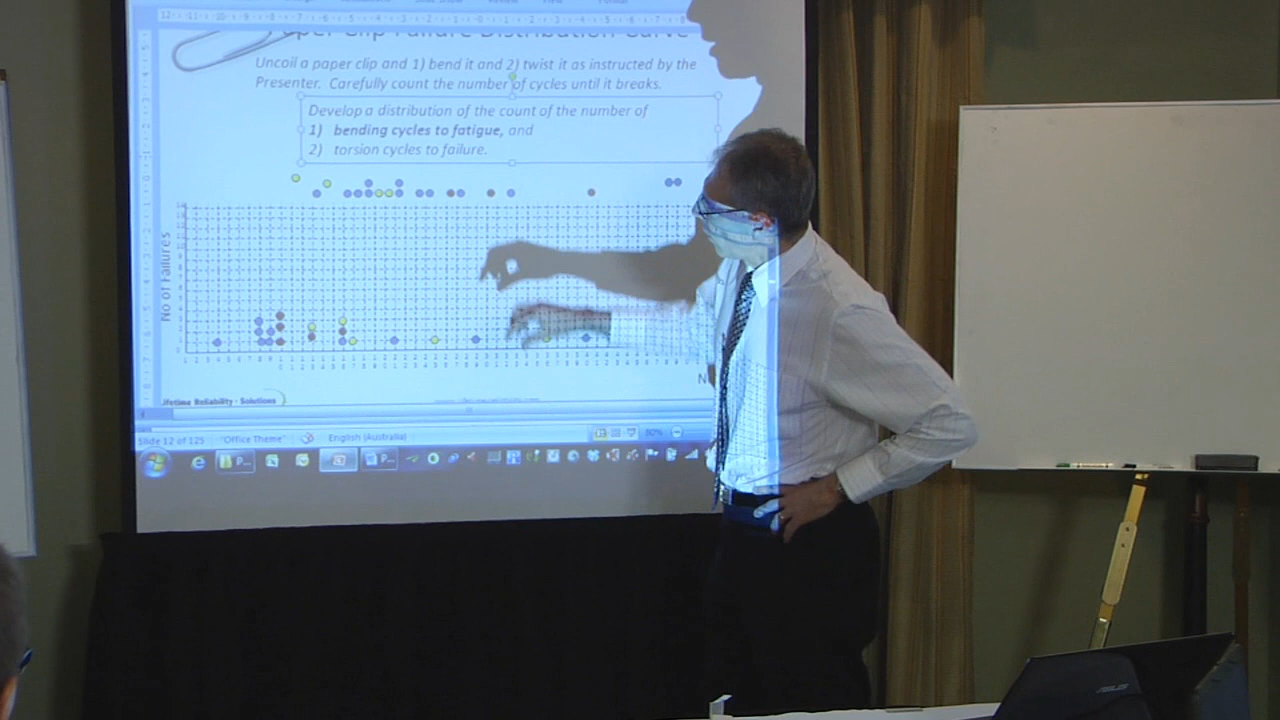 Paper Clip Failure Distribution Curve
Uncoil a paper clip and 1) bend it and 2) twist it as instructed by the
Presenter. Carefully count the number of cycles until it breaks.
Develop a distribution of the count of the number of
1) bending cycles to fatigue, and
2) torsion cycles to failure.
No of Failures
N
Lifetime Reliability - Solutions
Slide 12 of 125 "Office Theme" English (Australia) 80%
P... P...
ASUS